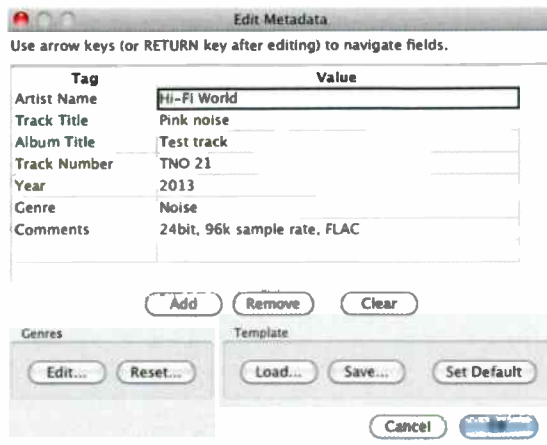 Edit Metadata
Use arrow keys (or RETURN key after editing) to navigate fields.
Tag Value
Artist Name Hi-Fi World
Track Title Pink noise
Album Title Test track
Track Number TNO 21
Year 2013
Genre Noise
Comments 24bit, 96k sample rate, FLAC
Add Remove Clear
Genres Template
Edit... Reset... Load... Save... Set Default
Cancel